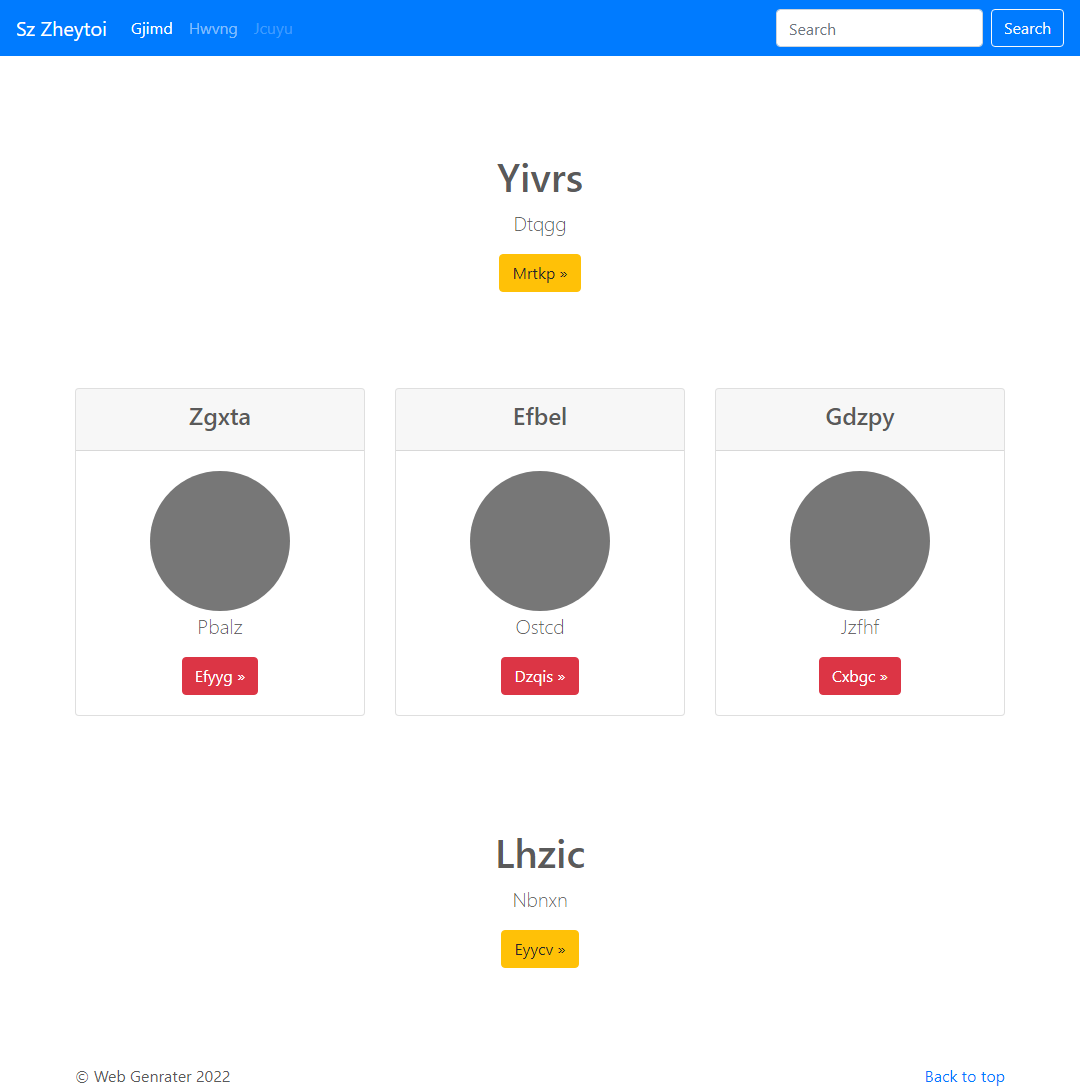 Sz Zheytoi Gjimd Hwvng Jcuyu Search Search
Yivrs
Dtqgg
Mrtkp »
Zgxta Efbel Gdzpy
Pbalz Ostcd Jzfhf
Efyyg » Dzqis » Cxbgc »
Lhzic
Nbnxn
Eyycv »
© Web Genrater 2022 Back to top